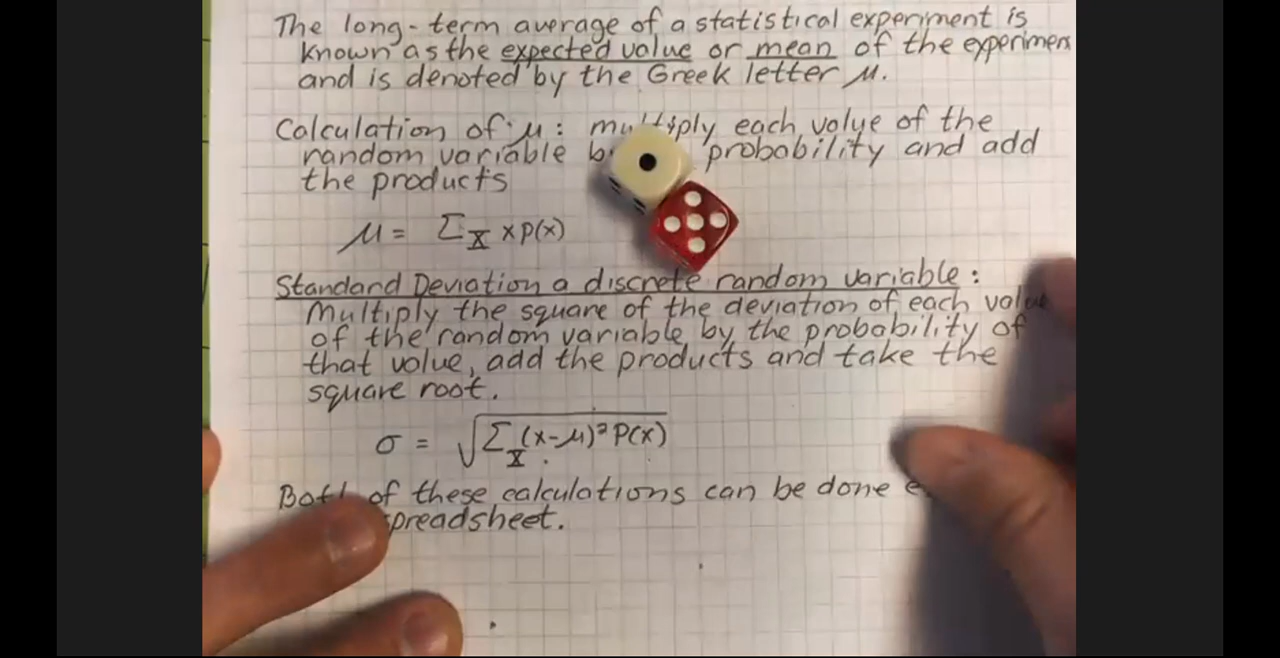 The long-term average of a statistical experiment is
known as the expected value or mean of the experimen
and is denoted by the Greek letter μ.
Calculation of μ: multiply each value of the
random variable probability and add
the products
μ = Σ_X x P(x)
Standard Deviation a discrete random variable:
Multiply the square of the deviation of each value
of the random variable by the probability of
that value, add the products and take the
square root.
σ = √Σ_X (x-μ)² P(x)
of these calculations can be done
spreadsheet.